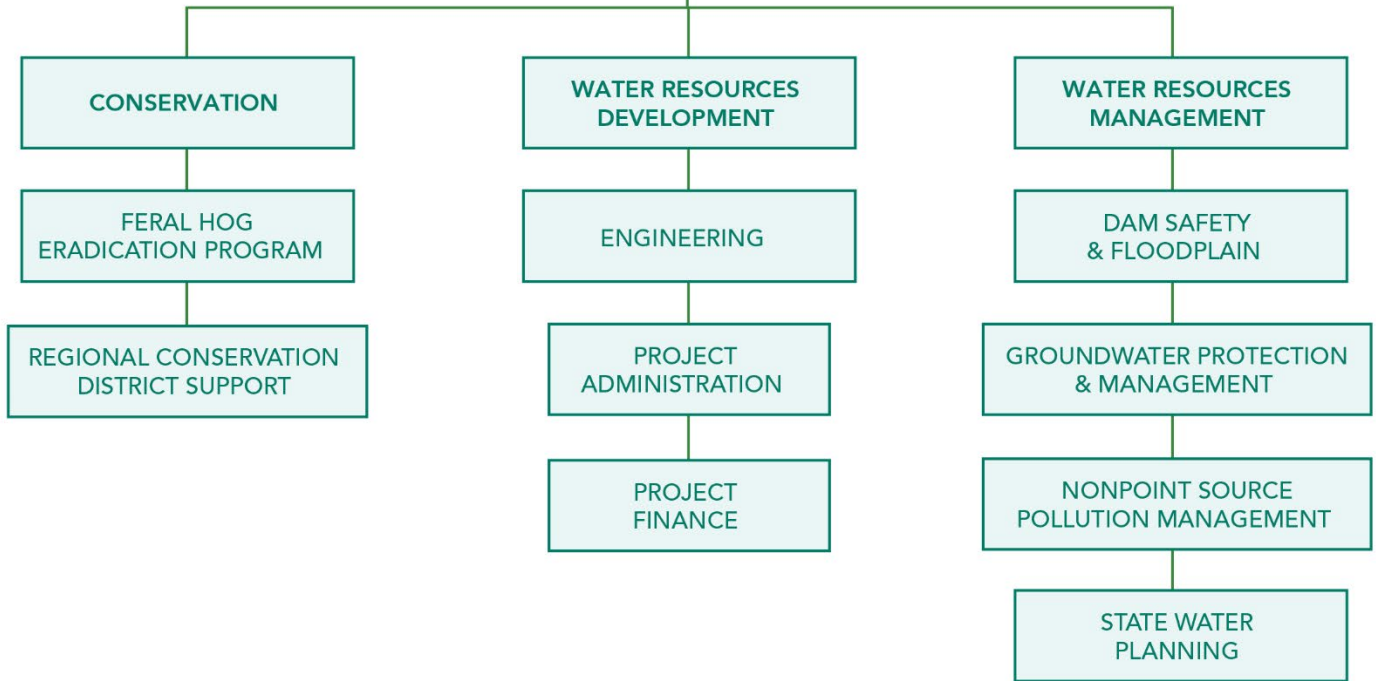 CONSERVATION
FERAL HOG
ERADICATION PROGRAM
REGIONAL CONSERVATION
DISTRICT SUPPORT
WATER RESOURCES
DEVELOPMENT
ENGINEERING
PROJECT
ADMINISTRATION
PROJECT
FINANCE
WATER RESOURCES
MANAGEMENT
DAM SAFETY
& FLOODPLAIN
GROUNDWATER PROTECTION
& MANAGEMENT
NONPOINT SOURCE
POLLUTION MANAGEMENT
STATE WATER
PLANNING